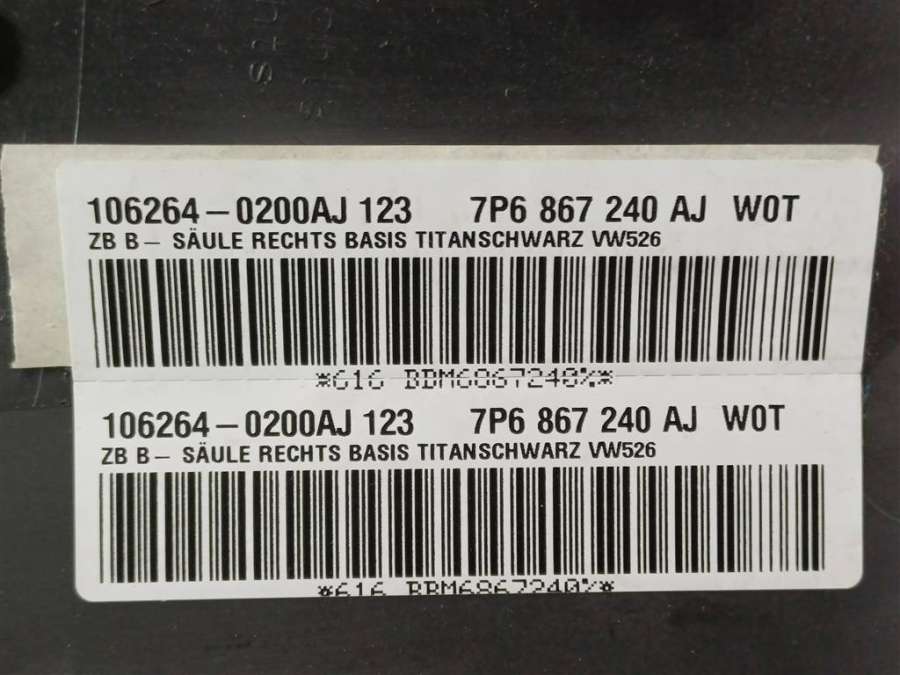 106264-0200AJ 123 7P6 867 240 AJ W0T
ZB B- SÄULE RECHTS BASIS TITANSCHWARZ VW526
*616 BDM6867240%*
106264-0200AJ 123 7P6 867 240 AJ W0T
ZB B- SÄULE RECHTS BASIS TITANSCHWARZ VW526
*616 BDM6867240%*